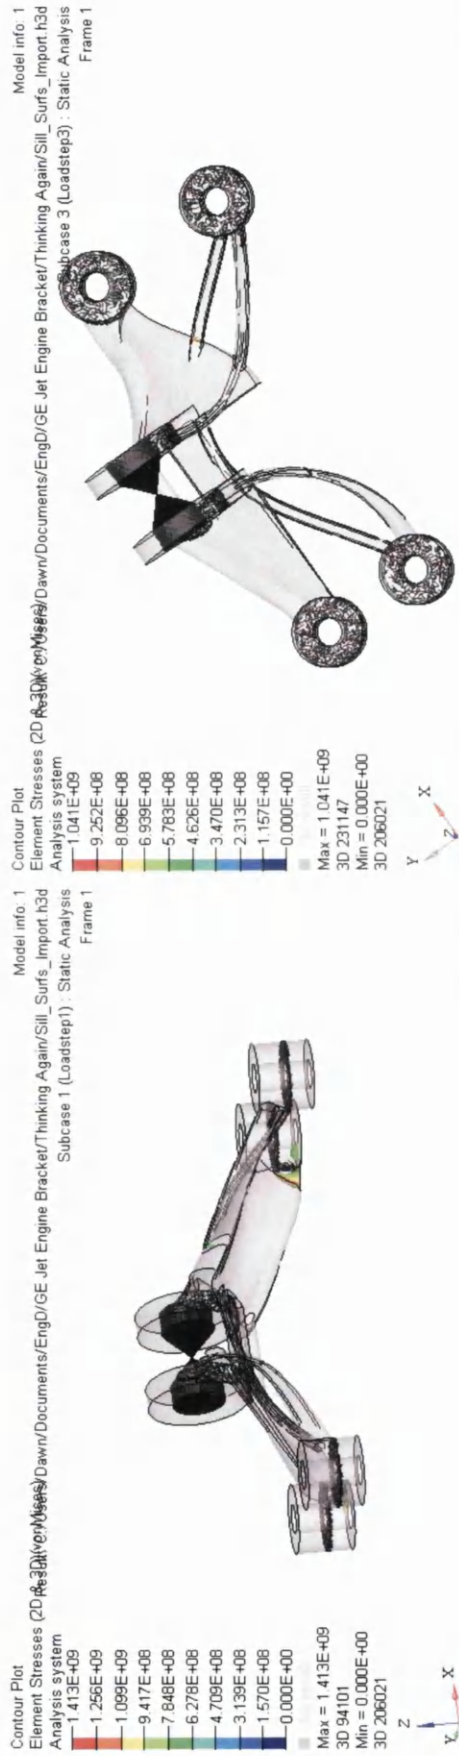 Contour Plot
Element Stresses (2D & 3D)(vonMises)
Analysis system
1.413E+09
1.256E+09
1.099E+09
9.417E+08
7.848E+08
6.278E+08
4.709E+08
3.139E+08
1.570E+08
0.000E+00
Max = 1.413E+09
3D 94101
Min = 0.000E+00
3D 206021
Model info: 1
Result: C:/Users/Dawn/Documents/EngD/GE Jet Engine Bracket/Thinking Again/Sill_Surfs_Import.h3d
Subcase 1 (Loadstep1) : Static Analysis
Frame 1
Z
Y
X
Contour Plot
Element Stresses (2D & 3D)(vonMises)
Analysis system
1.041E+09
9.252E+08
8.096E+08
6.939E+08
5.783E+08
4.626E+08
3.470E+08
2.313E+08
1.157E+08
0.000E+00
Max = 1.041E+09
3D 231147
Min = 0.000E+00
3D 206021
Model info: 1
Result: C:/Users/Dawn/Documents/EngD/GE Jet Engine Bracket/Thinking Again/Sill_Surfs_Import.h3d
Subcase 3 (Loadstep3) : Static Analysis
Frame 1
Y
X
Z